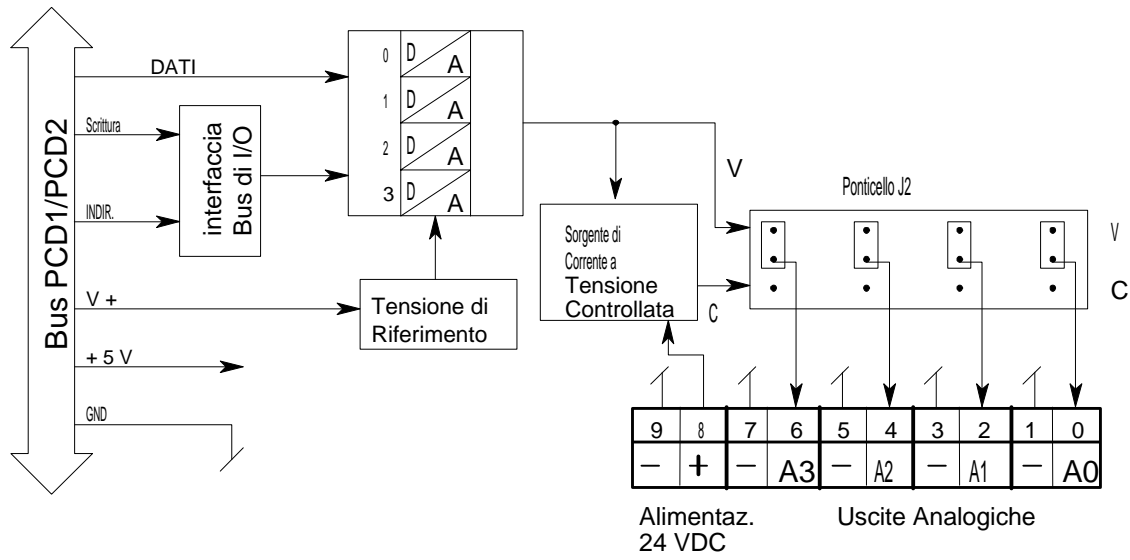 Bus PCD1/PCD2
DATI
Scrittura
INDIR.
V +
+ 5 V
GND
interfaccia
Bus di I/O
0 D A
1 D A
2 D A
3 D A
Tensione di
Riferimento
V
Sorgente di
Corrente a
Tensione
Controllata
C
Ponticello J2
V
C
9 8 7 6 5 4 3 2 1 0
− + − A3 − A2 − A1 − A0
Alimentaz.
24 VDC
Uscite Analogiche